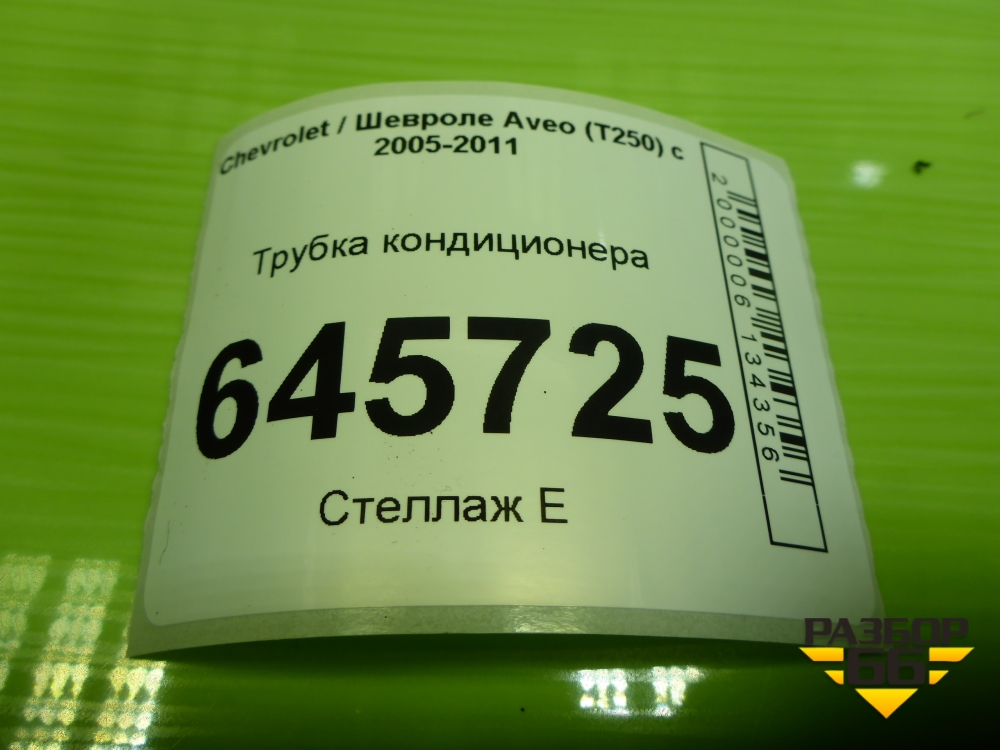 Chevrolet / Шевроле Aveo (T250) с
2005-2011
Трубка кондиционера
645725
Стеллаж Е
2000006134356
РАЗБОР
66